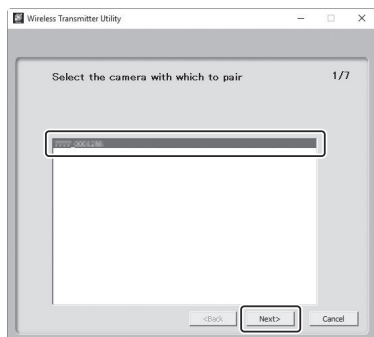 Wireless Transmitter Utility
Select the camera with which to pair
1/7
<Back
Next>
Cancel